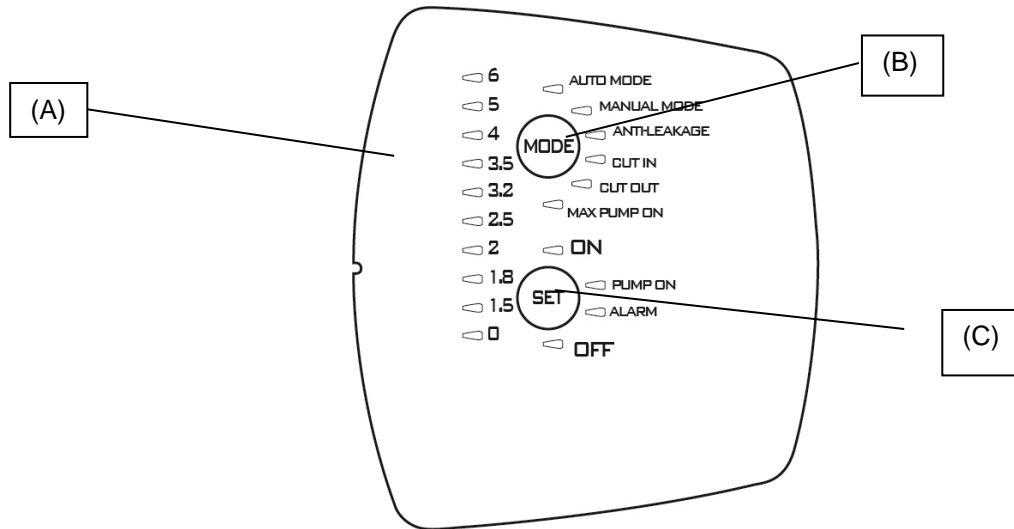 (A)
(B)
(C)
6
5
4
3.5
3.2
2.5
2
1.8
1.5
0
AUTO MODE
MANUAL MODE
ANTI-LEAKAGE
MODE
CUT IN
CUT OUT
MAX PUMP ON
ON
PUMP ON
SET
ALARM
OFF